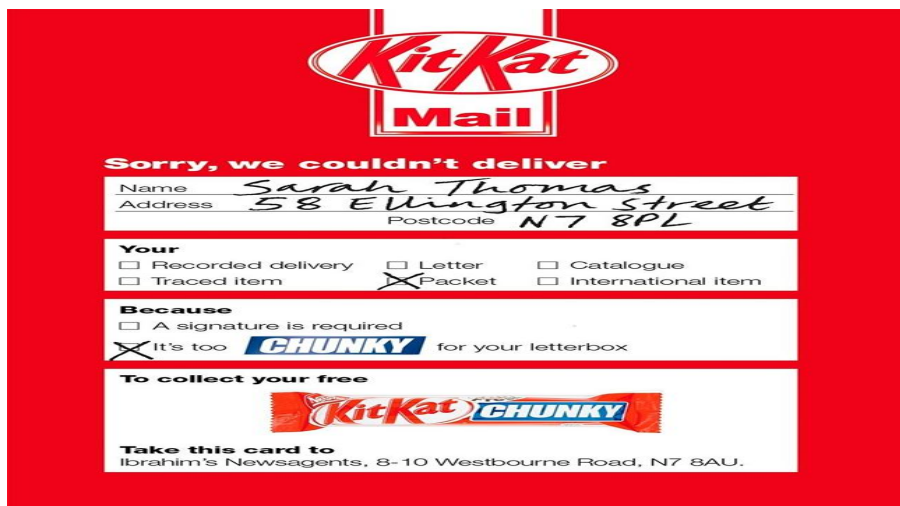 KitKat
Mail
Sorry, we couldn't deliver
Name Sarah Thomas
Address 58 Ellington Street
Postcode N7 8PL
Your
Recorded delivery Letter Catalogue
Traced item Packet International item
Because
A signature is required
It's too CHUNKY for your letterbox
To collect your free
KitKat CHUNKY
Take this card to
Ibrahim's Newsagents, 8-10 Westbourne Road, N7 8AU.